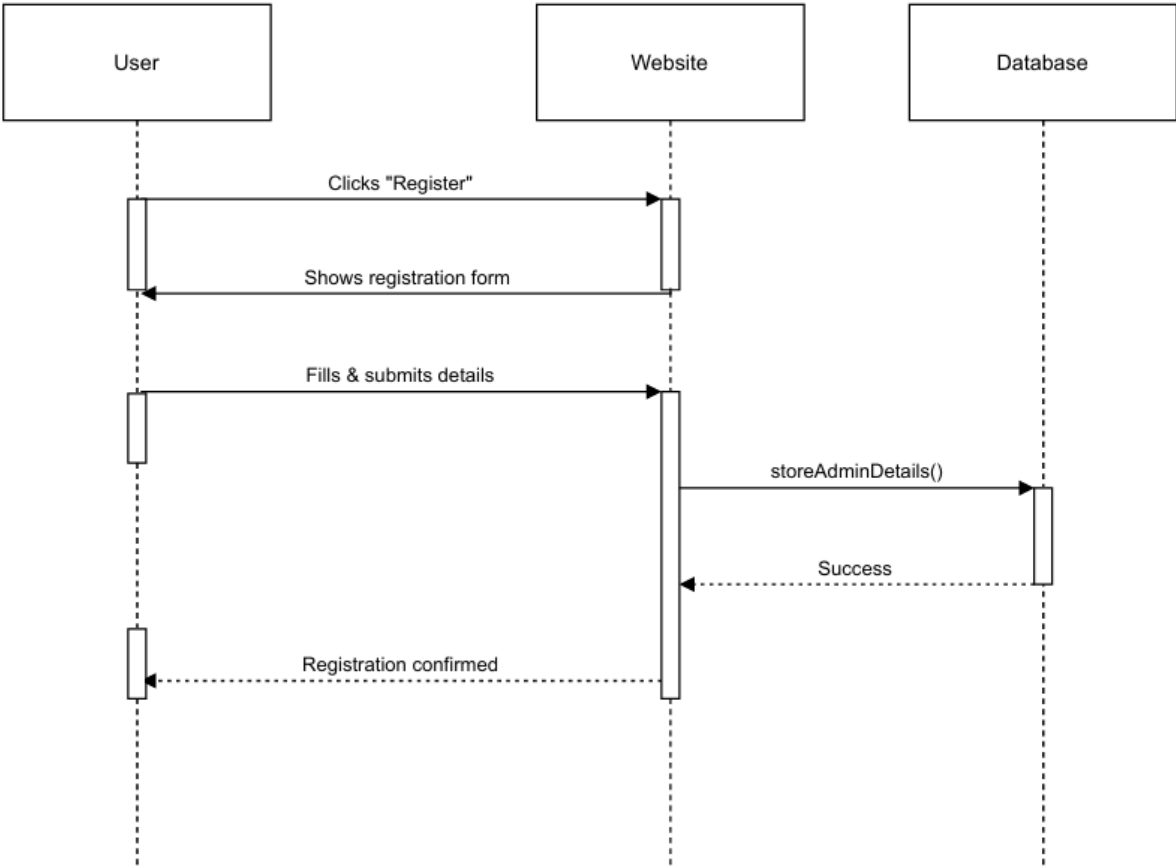 User
Website
Database
Clicks "Register"
Shows registration form
Fills & submits details
storeAdminDetails()
Success
Registration confirmed